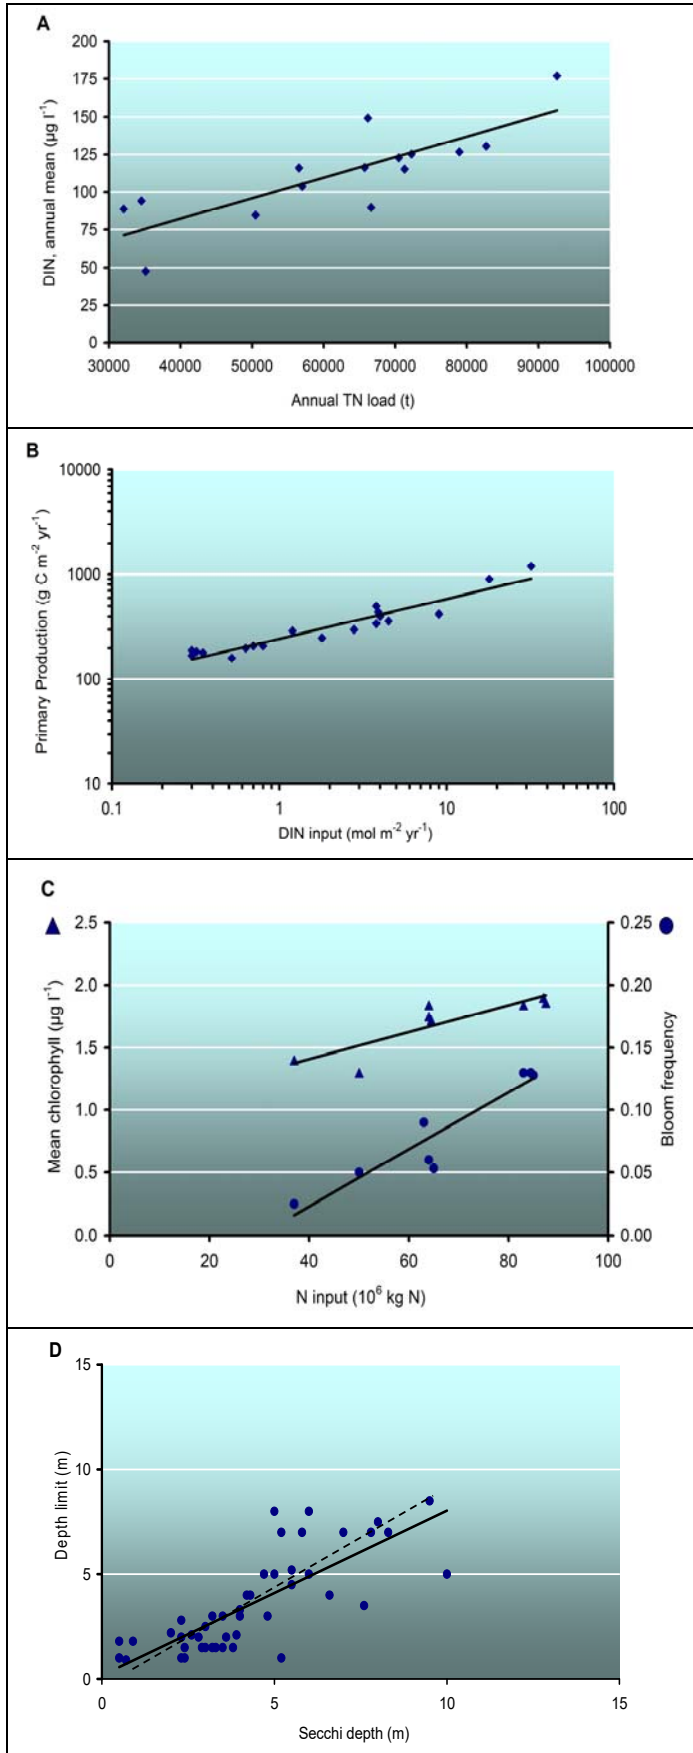 A
200
175
150
125
100
75
50
25
0
DIN, annual mean (µg l⁻¹)
30000 40000 50000 60000 70000 80000 90000 100000
Annual TN load (t)
B
10000
1000
100
10
Primary Production (g C m⁻² yr⁻¹)
0.1 1 10 100
DIN input (mol m⁻² yr⁻¹)
C
2.5 0.25
2.0 0.20
1.5 0.15
1.0 0.10
0.5 0.05
0.0 0.00
Mean chlorophyll (µg l⁻¹)
Bloom frequency
0 20 40 60 80 100
N input (10⁶ kg N)
D
15
10
5
0
Depth limit (m)
0 5 10 15
Secchi depth (m)